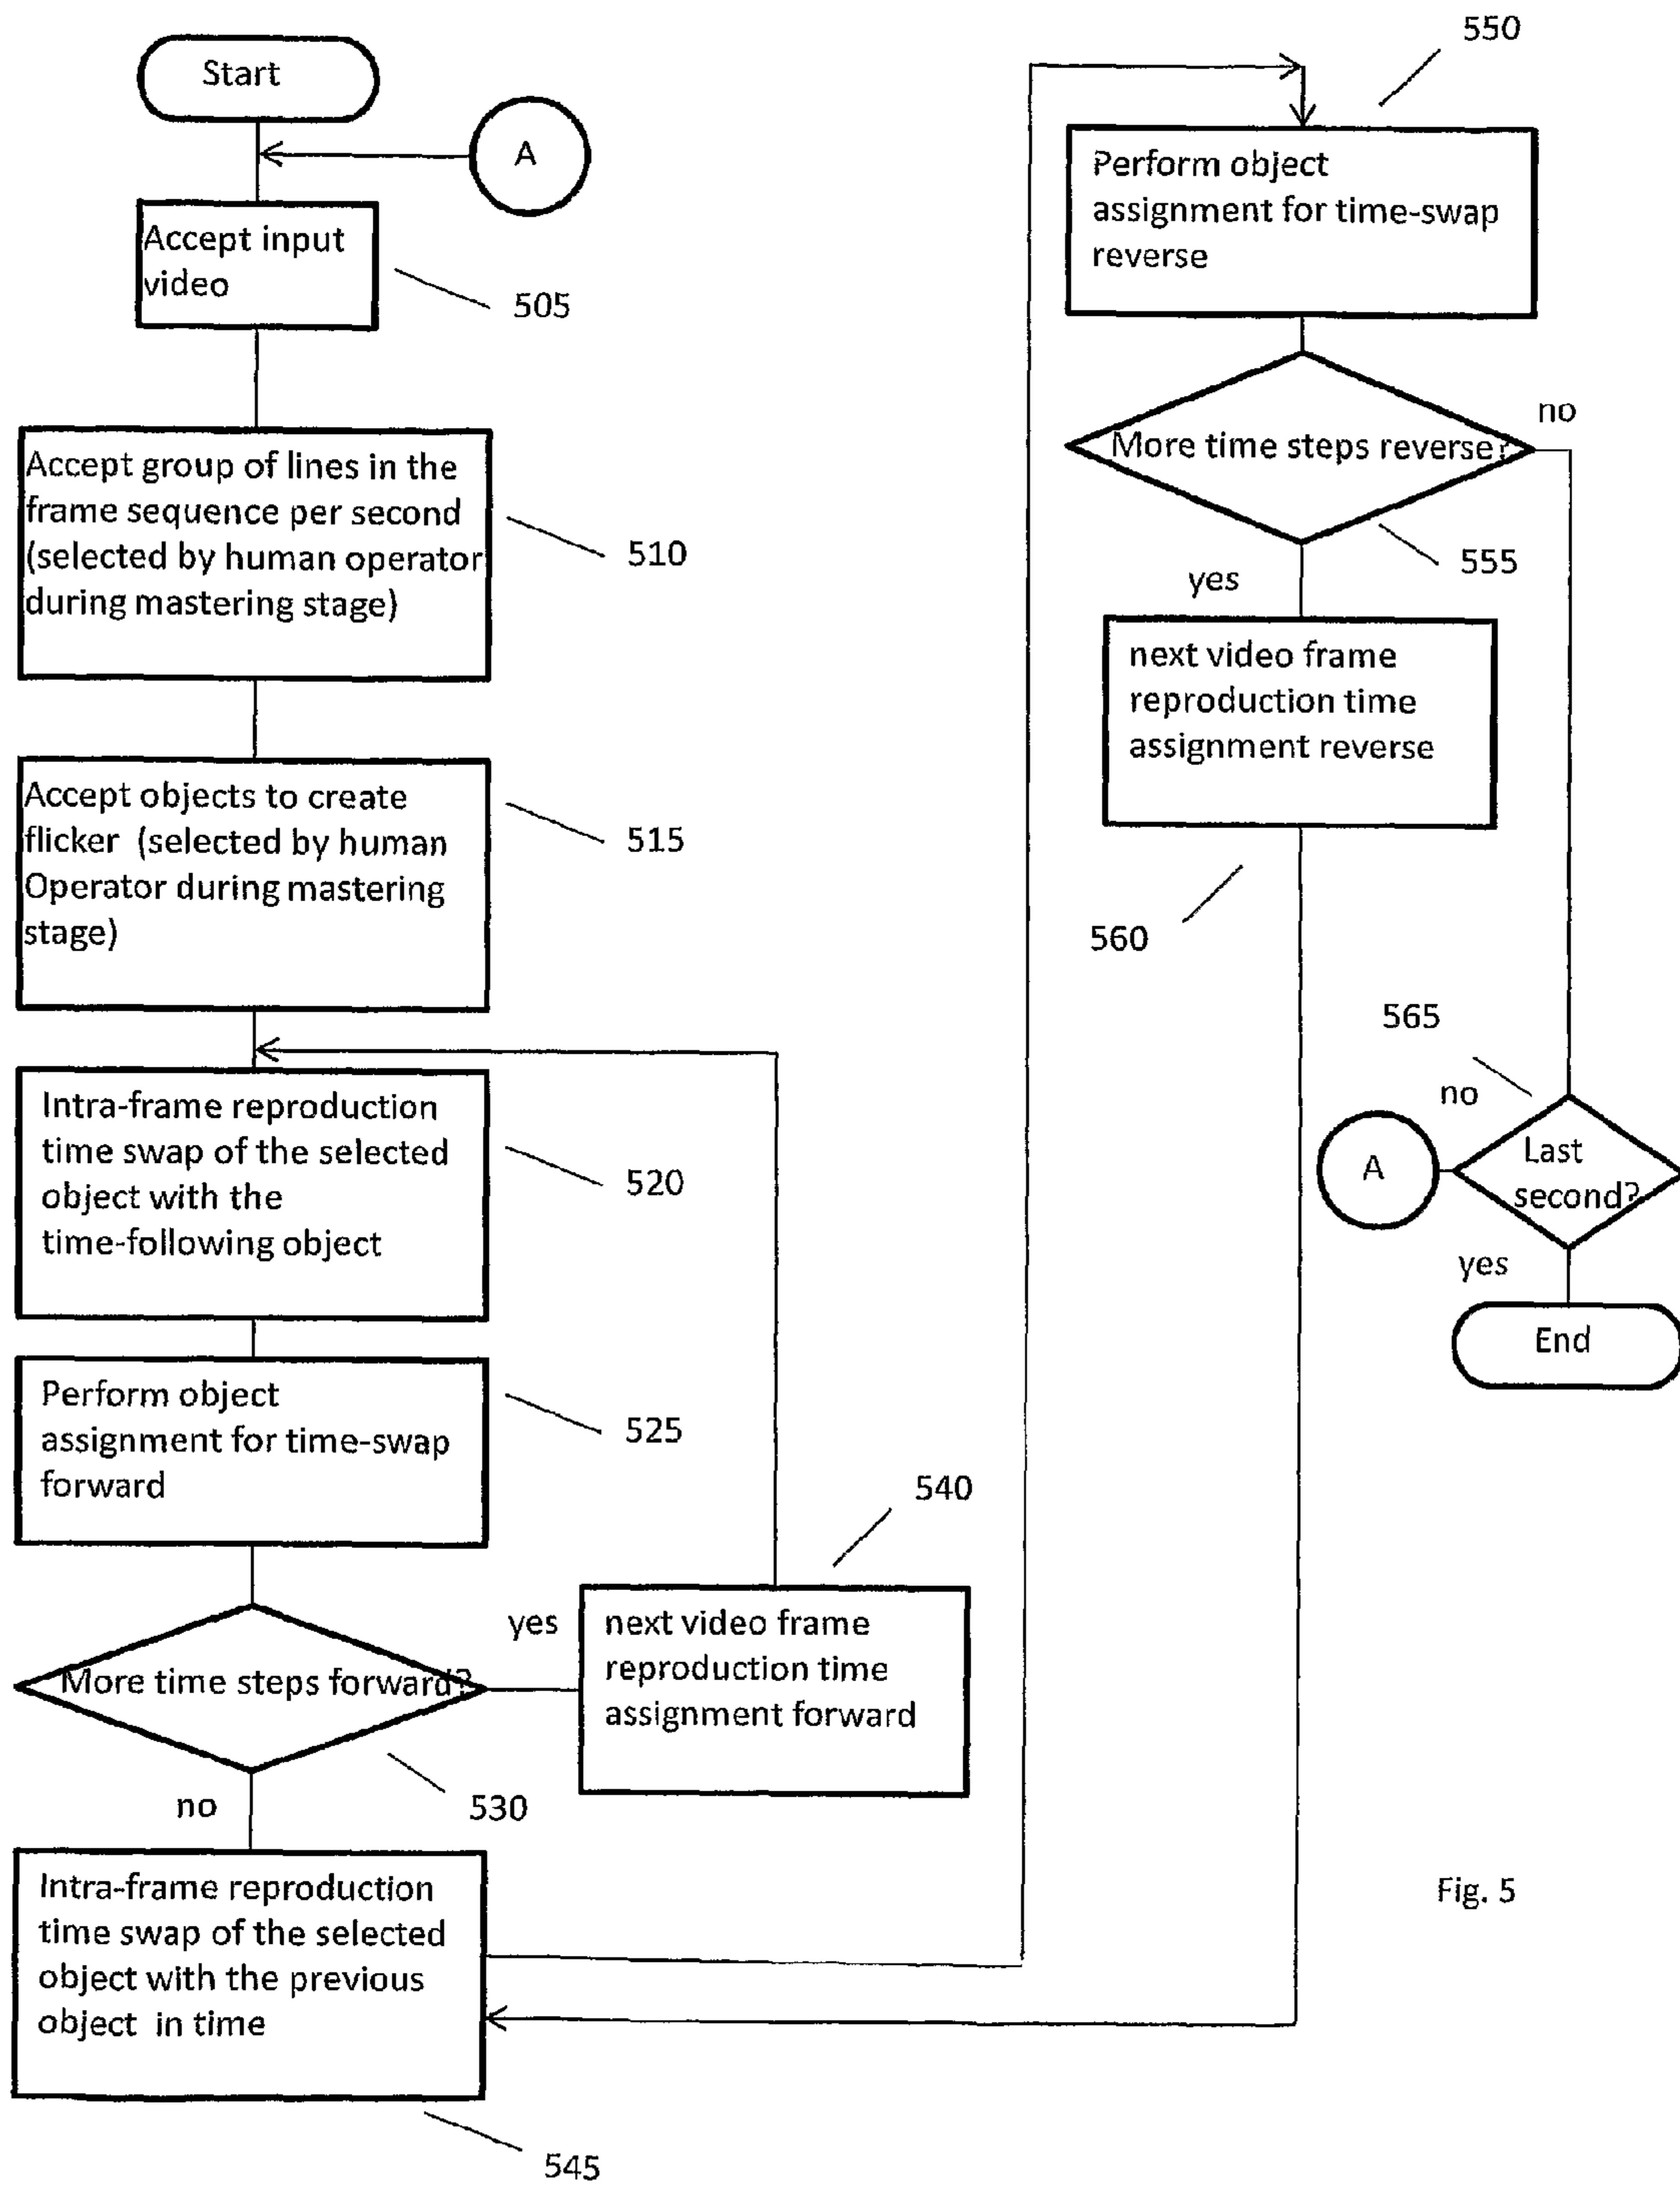 Start
A
Accept input
video
505
Accept group of lines in the
frame sequence per second
(selected by human operator
during mastering stage)
510
Accept objects to create
flicker (selected by human
Operator during mastering
stage)
515
Intra-frame reproduction
time swap of the selected
object with the
time-following object
520
Perform object
assignment for time-swap
forward
525
More time steps forward?
530
yes
no
540
next video frame
reproduction time
assignment forward
Intra-frame reproduction
time swap of the selected
object with the previous
object in time
545
550
Perform object
assignment for time-swap
reverse
More time steps reverse?
no
555
yes
next video frame
reproduction time
assignment reverse
560
565
no
A
Last
second?
yes
End
Fig. 5